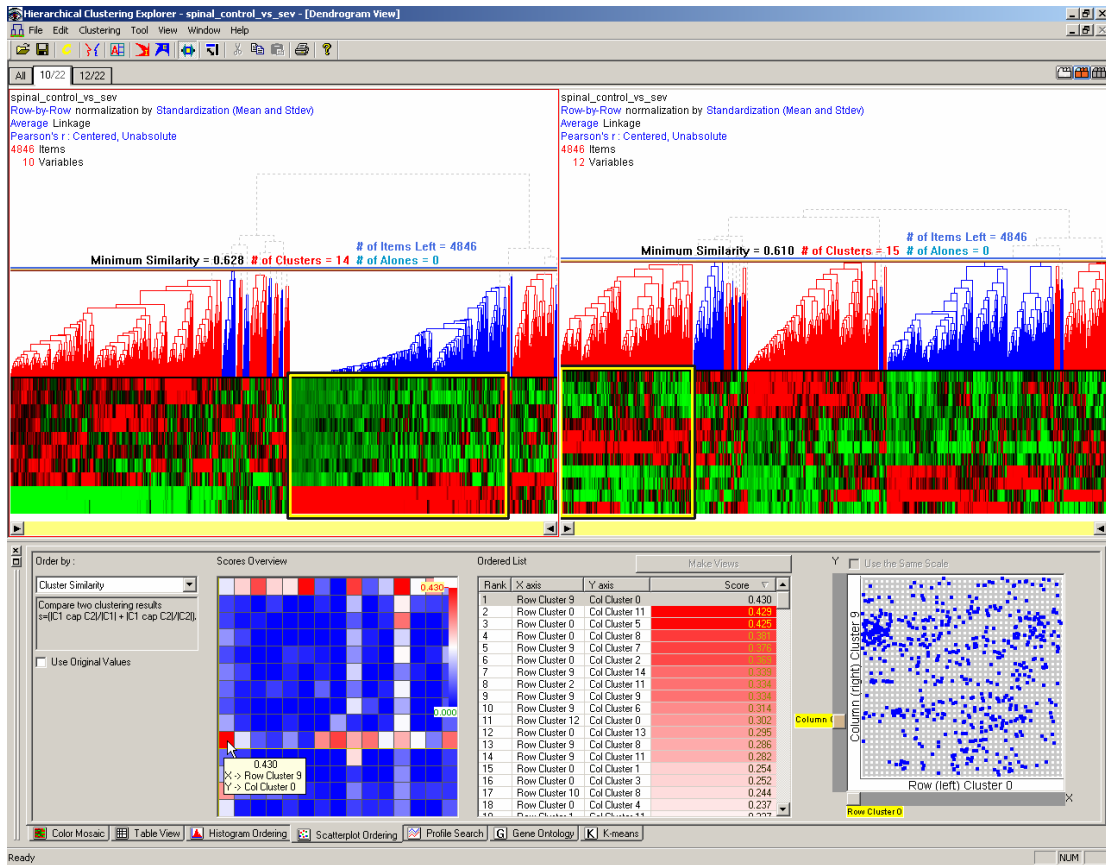 Hierarchical Clustering Explorer - spinal_control_vs_sev - [Dendrogram View]
File Edit Clustering Tool View Window Help
All 10/22 12/22
spinal_control_vs_sev
Row-by-Row normalization by Standardization (Mean and Stdev)
Average Linkage
Pearson's r : Centered, Unabsolute
4846 Items
10 Variables
# of Items Left = 4846
Minimum Similarity = 0.628 # of Clusters = 14 # of Alones = 0
spinal_control_vs_sev
Row-by-Row normalization by Standardization (Mean and Stdev)
Average Linkage
Pearson's r : Centered, Unabsolute
4846 Items
12 Variables
# of Items Left = 4846
Minimum Similarity = 0.610 # of Clusters = 15 # of Alones = 0
Order by :
Cluster Similarity
Compare two clustering results
s=(|C1 cap C2|/|C1| + |C1 cap C2|/|C2|),
Use Original Values
Scores Overview
0.430
0.000
0.430
X -> Row Cluster 9
Y -> Col Cluster 0
Ordered List
Make Views
Rank X axis Y axis Score
1 Row Cluster 9 Col Cluster 0 0.430
2 Row Cluster 0 Col Cluster 11 0.429
3 Row Cluster 0 Col Cluster 5 0.425
4 Row Cluster 0 Col Cluster 8 0.381
5 Row Cluster 9 Col Cluster 7 0.376
6 Row Cluster 0 Col Cluster 2
7 Row Cluster 9 Col Cluster 14
8 Row Cluster 2 Col Cluster 11 0.334
9 Row Cluster 9 Col Cluster 9 0.334
10 Row Cluster 9 Col Cluster 6 0.314
11 Row Cluster 12 Col Cluster 0 0.302
12 Row Cluster 0 Col Cluster 13 0.295
13 Row Cluster 9 Col Cluster 8 0.286
14 Row Cluster 9 Col Cluster 11 0.282
15 Row Cluster 0 Col Cluster 1 0.254
16 Row Cluster 0 Col Cluster 3 0.252
17 Row Cluster 10 Col Cluster 8 0.244
18 Row Cluster 0 Col Cluster 4 0.237
19 Row Cluster 1 Col Cluster 11 0.227
Y
Use the Same Scale
Column (right) Cluster 9
Column
Row (left) Cluster 0
X
Row Cluster 0
Color Mosaic Table View Histogram Ordering Scatterplot Ordering Profile Search Gene Ontology K-means
Ready
NUM